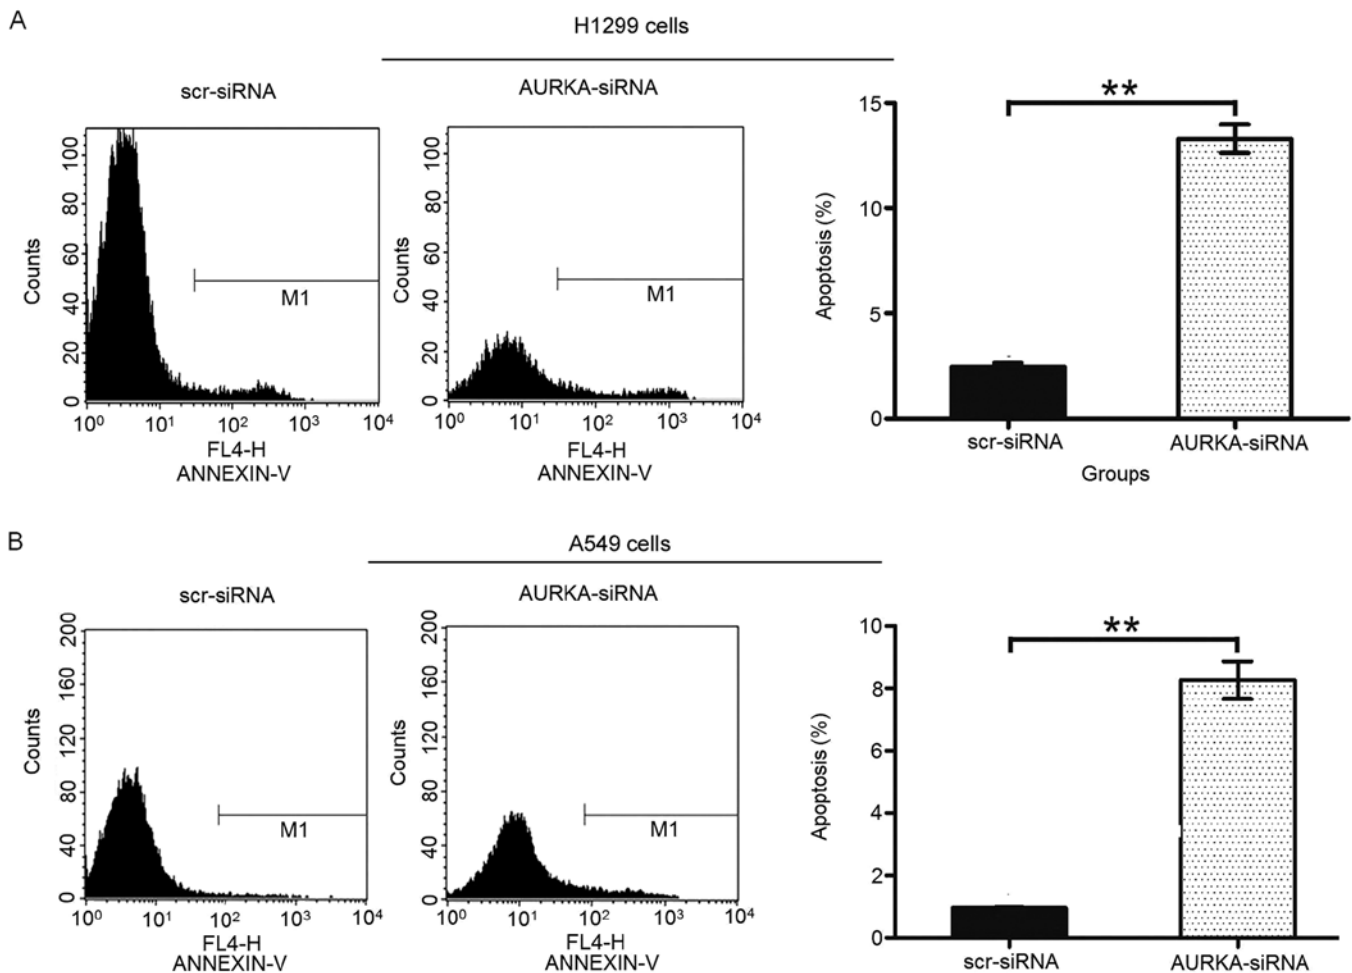 A
H1299 cells
scr-siRNA
AURKA-siRNA
Counts
100
80
60
40
20
0
M1
10⁰ 10¹ 10² 10³ 10⁴
FL4-H
ANNEXIN-V
Counts
100
80
60
40
20
0
M1
10⁰ 10¹ 10² 10³ 10⁴
FL4-H
ANNEXIN-V
**
Apoptosis (%)
15
10
5
0
scr-siRNA AURKA-siRNA
Groups
B
A549 cells
scr-siRNA
AURKA-siRNA
Counts
200
160
120
80
40
0
M1
10⁰ 10¹ 10² 10³ 10⁴
FL4-H
ANNEXIN-V
Counts
200
160
120
80
40
0
M1
10⁰ 10¹ 10² 10³ 10⁴
FL4-H
ANNEXIN-V
**
Apoptosis (%)
10
8
6
4
2
0
scr-siRNA AURKA-siRNA